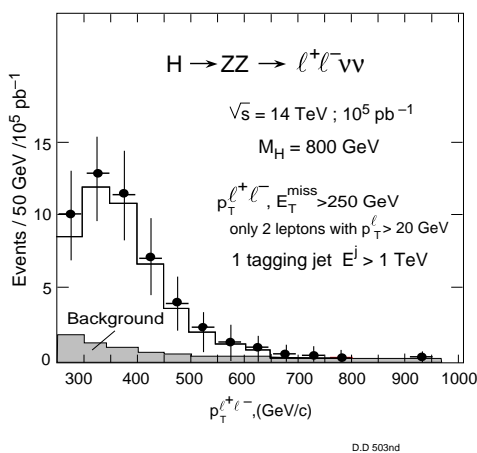 H → ZZ → ℓ⁺ℓ⁻νν
√s = 14 TeV ; 10⁵ pb⁻¹
M_H = 800 GeV
p_T^ℓ⁺ℓ⁻, E_T^miss >250 GeV
only 2 leptons with p_T^ℓ > 20 GeV
1 tagging jet E^j > 1 TeV
Events / 50 GeV /10⁵ pb⁻¹
15
10
5
0
Background
300 400 500 600 700 800 900 1000
p_T^ℓ⁺ℓ⁻,(GeV/c)
D.D 503nd